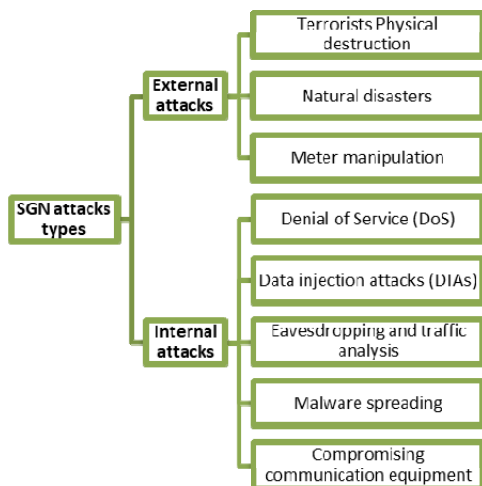 SGN attacks
types
External
attacks
Terrorists Physical
destruction
Natural disasters
Meter manipulation
Internal
attacks
Denial of Service (DoS)
Data injection attacks (DIAs)
Eavesdropping and traffic
analysis
Malware spreading
Compromising
communication equipment